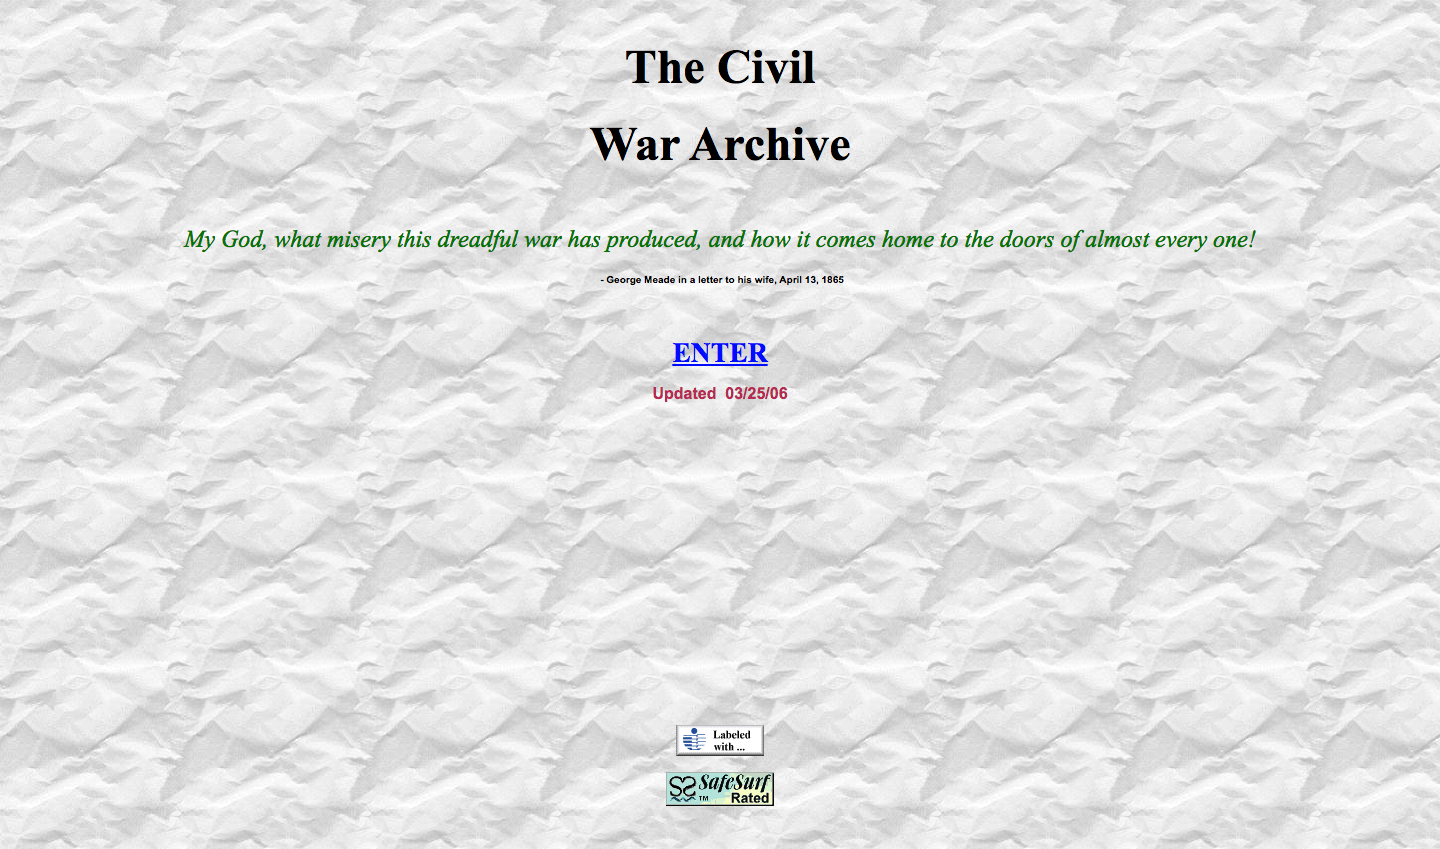 The Civil
War Archive
My God, what misery this dreadful war has produced, and how it comes home to the doors of almost every one!
- George Meade in a letter to his wife, April 13, 1865
ENTER
Updated  03/25/06
Labeled
with ...
SafeSurf
TM Rated